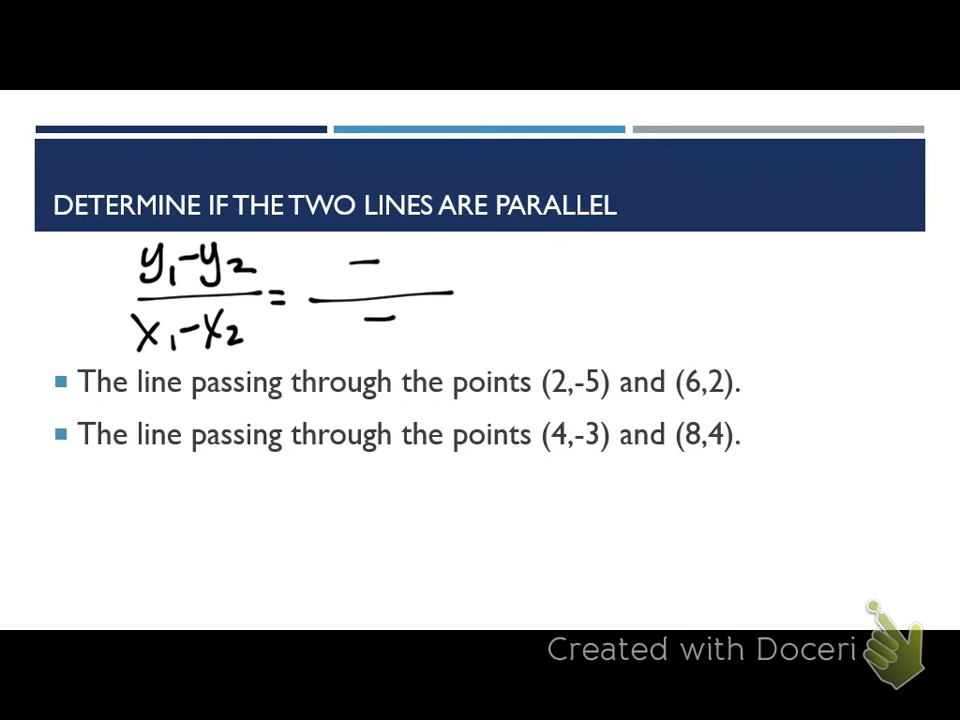 DETERMINE IF THE TWO LINES ARE PARALLEL
y₁-y₂ / x₁-x₂ = - / -
The line passing through the points (2,-5) and (6,2).
The line passing through the points (4,-3) and (8,4).
Created with Doceri